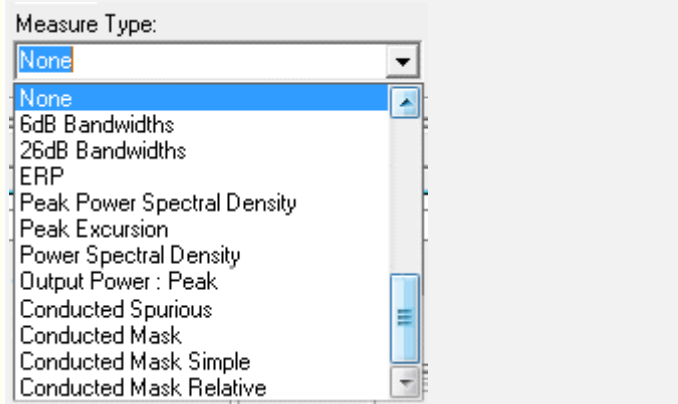 Measure Type:
None
None
6dB Bandwidths
26dB Bandwidths
ERP
Peak Power Spectral Density
Peak Excursion
Power Spectral Density
Output Power : Peak
Conducted Spurious
Conducted Mask
Conducted Mask Simple
Conducted Mask Relative